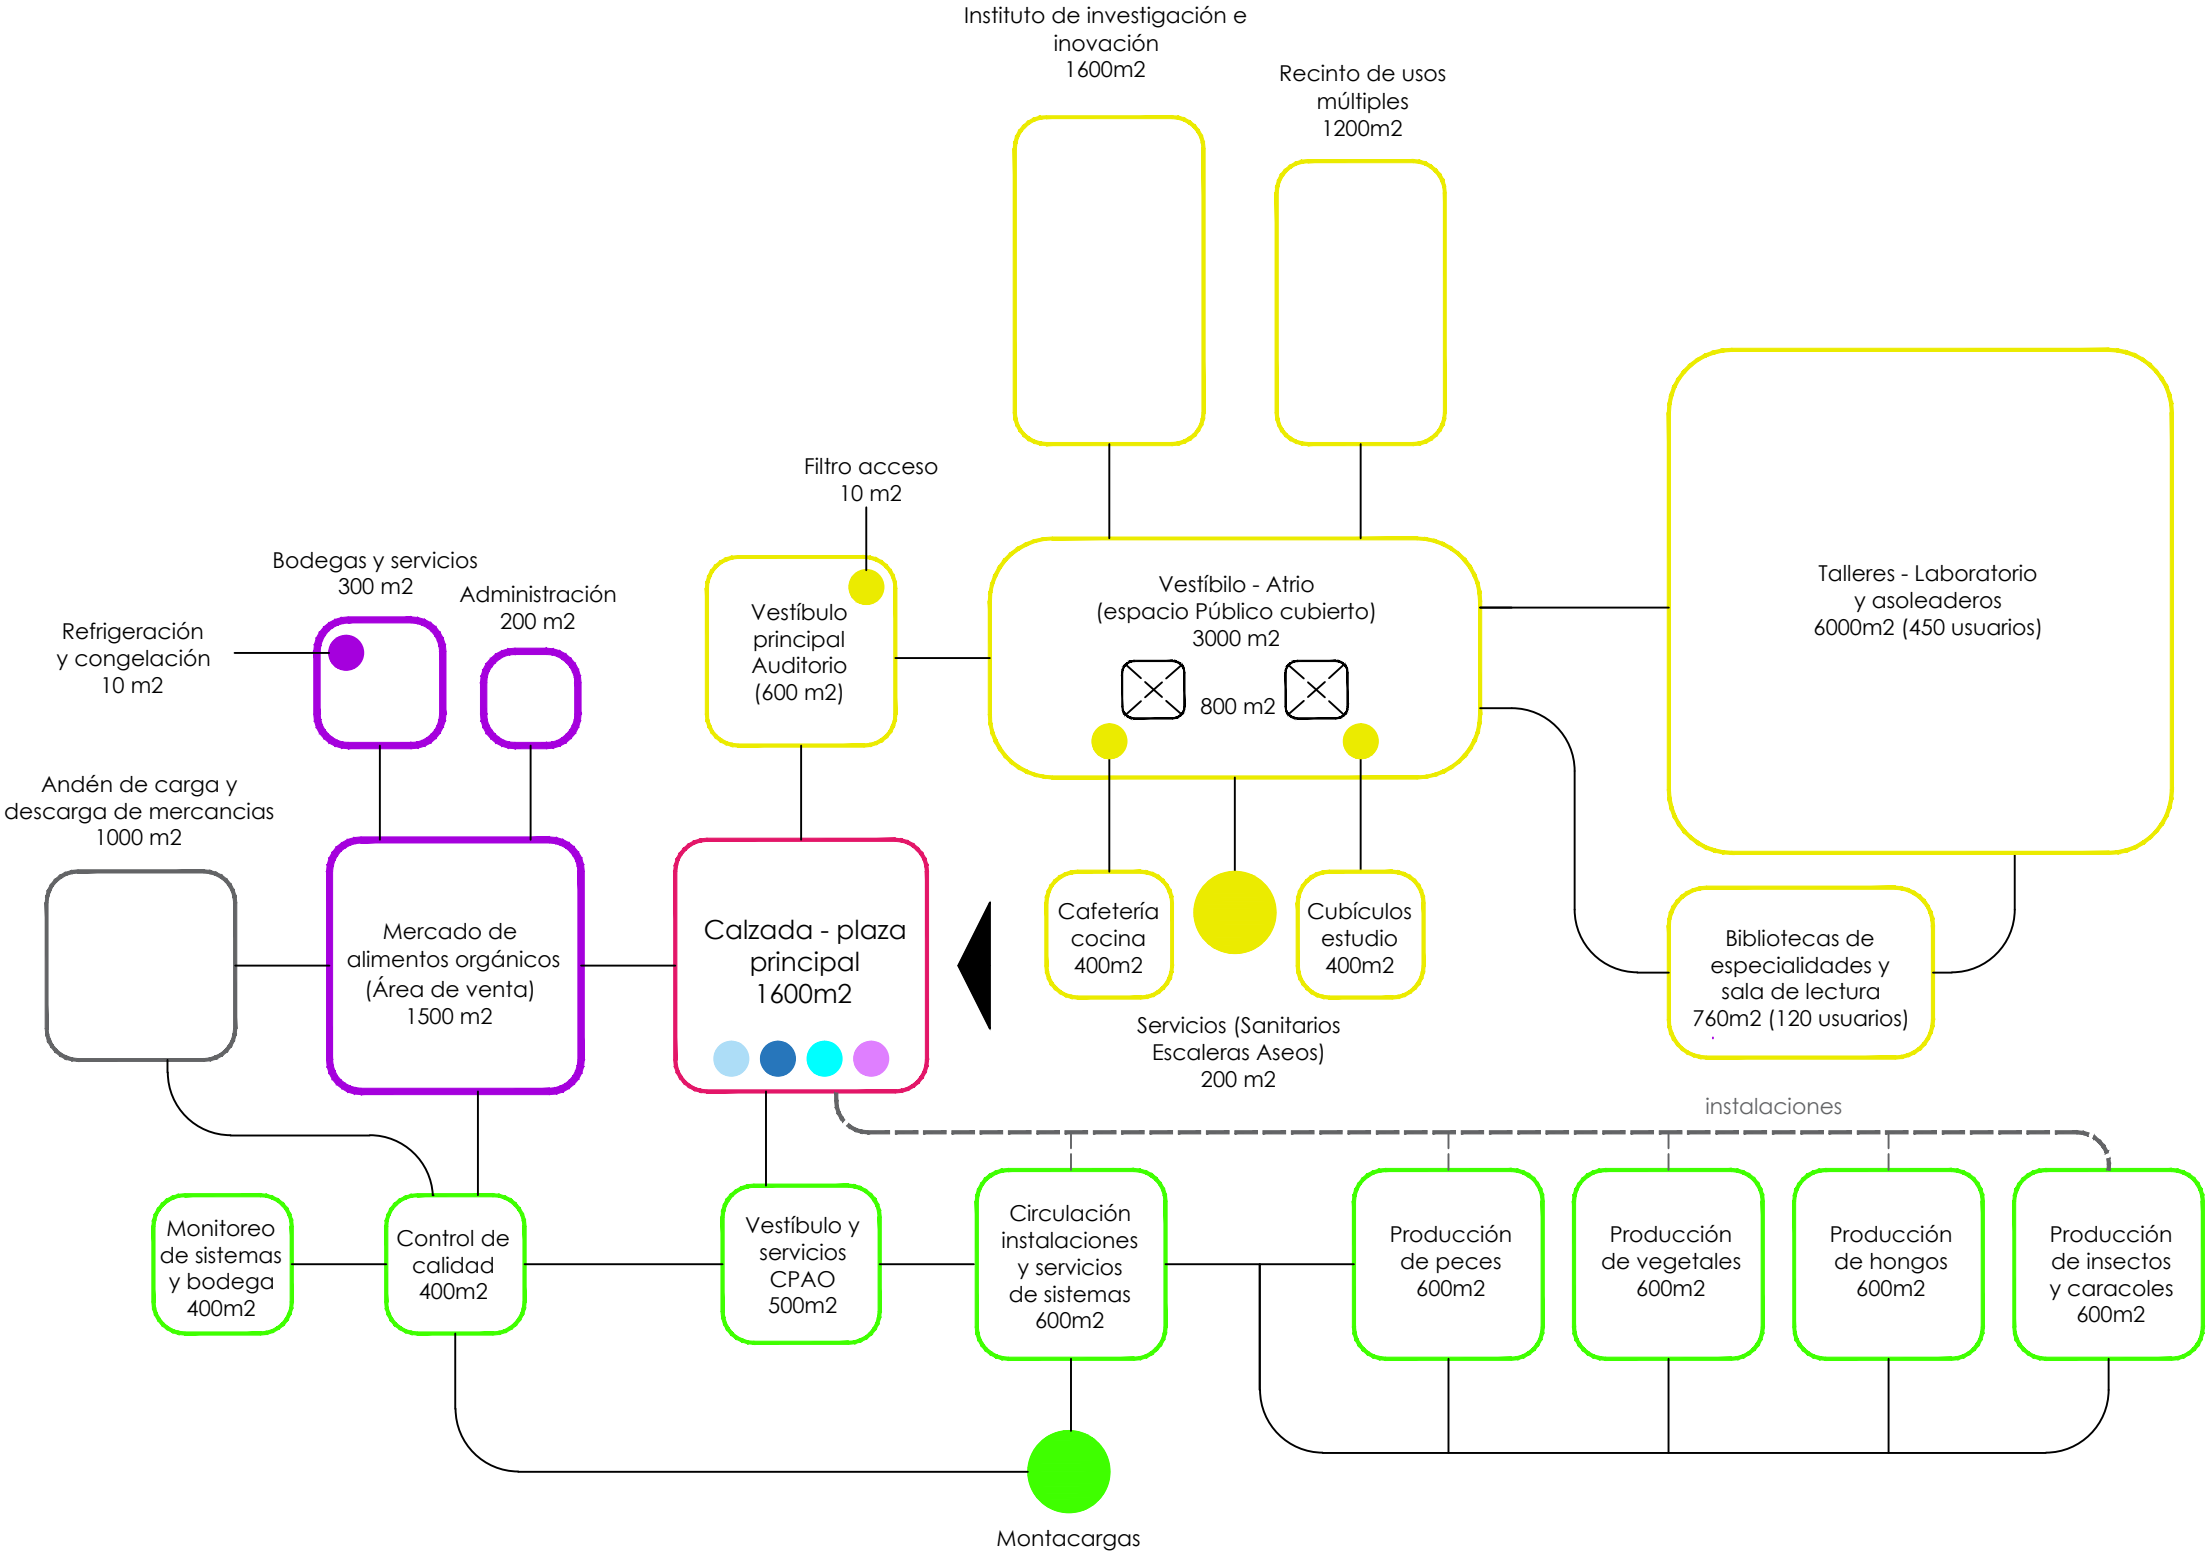 Instituto de investigación e
inovación
1600m2
Recinto de usos
múltiples
1200m2
Filtro acceso
10 m2
Bodegas y servicios
300 m2
Administración
200 m2
Refrigeración
y congelación
10 m2
Vestíbulo
principal
Auditorio
(600 m2)
Vestíbilo - Atrio
(espacio Público cubierto)
3000 m2
800 m2
Talleres - Laboratorio
y asoleaderos
6000m2 (450 usuarios)
Andén de carga y
descarga de mercancias
1000 m2
Mercado de
alimentos orgánicos
(Área de venta)
1500 m2
Calzada - plaza
principal
1600m2
Cafetería
cocina
400m2
Cubículos
estudio
400m2
Servicios (Sanitarios
Escaleras Aseos)
200 m2
Bibliotecas de
especialidades y
sala de lectura
760m2 (120 usuarios)
instalaciones
Monitoreo
de sistemas
y bodega
400m2
Control de
calidad
400m2
Vestíbulo y
servicios
CPAO
500m2
Circulación
instalaciones
y servicios
de sistemas
600m2
Producción
de peces
600m2
Producción
de vegetales
600m2
Producción
de hongos
600m2
Producción
de insectos
y caracoles
600m2
Montacargas